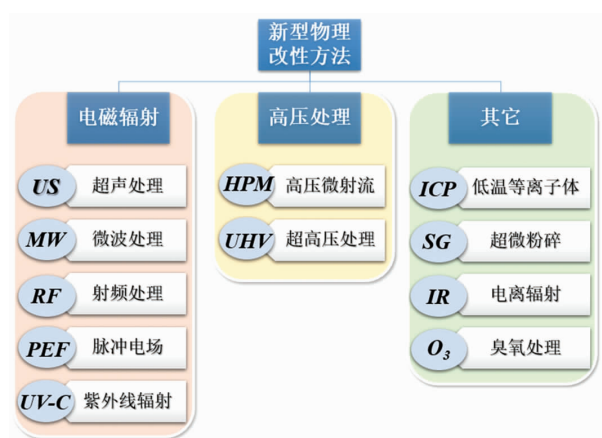 新型物理
改性方法
电磁辐射
US 超声处理
MW 微波处理
RF 射频处理
PEF 脉冲电场
UV-C 紫外线辐射
高压处理
HPM 高压微射流
UHV 超高压处理
其它
ICP 低温等离子体
SG 超微粉碎
IR 电离辐射
O₃ 臭氧处理